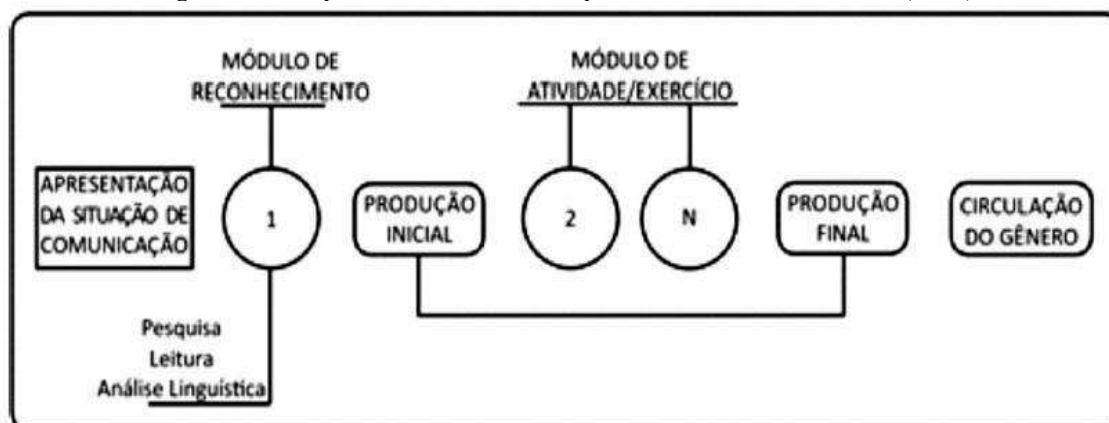 MÓDULO DE
RECONHECIMENTO
MÓDULO DE
ATIVIDADE/EXERCÍCIO
APRESENTAÇÃO
DA SITUAÇÃO DE
COMUNICAÇÃO
1
PRODUÇÃO
INICIAL
2
N
PRODUÇÃO
FINAL
CIRCULAÇÃO
DO GÊNERO
Pesquisa
Leitura
Análise Linguística